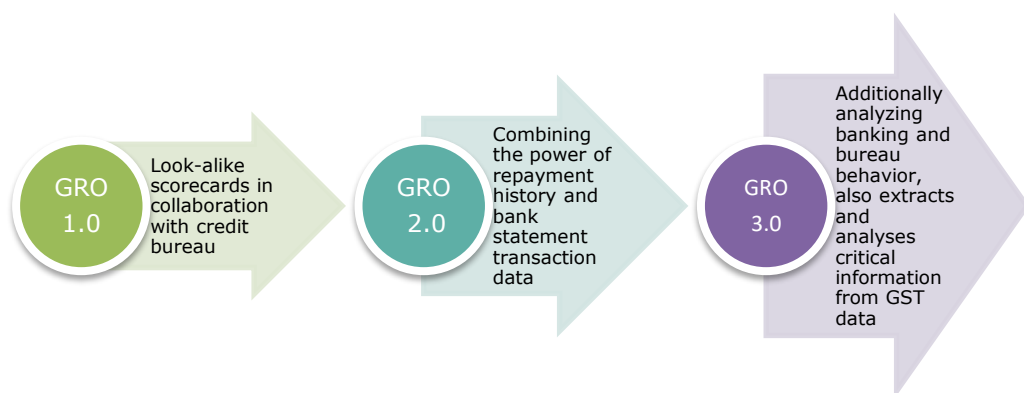 GRO
1.0
Look-alike
scorecards in
collaboration
with credit
bureau
GRO
2.0
Combining
the power of
repayment
history and
bank
statement
transaction
data
GRO
3.0
Additionally
analyzing
banking and
bureau
behavior,
also extracts
and
analyses
critical
information
from GST
data